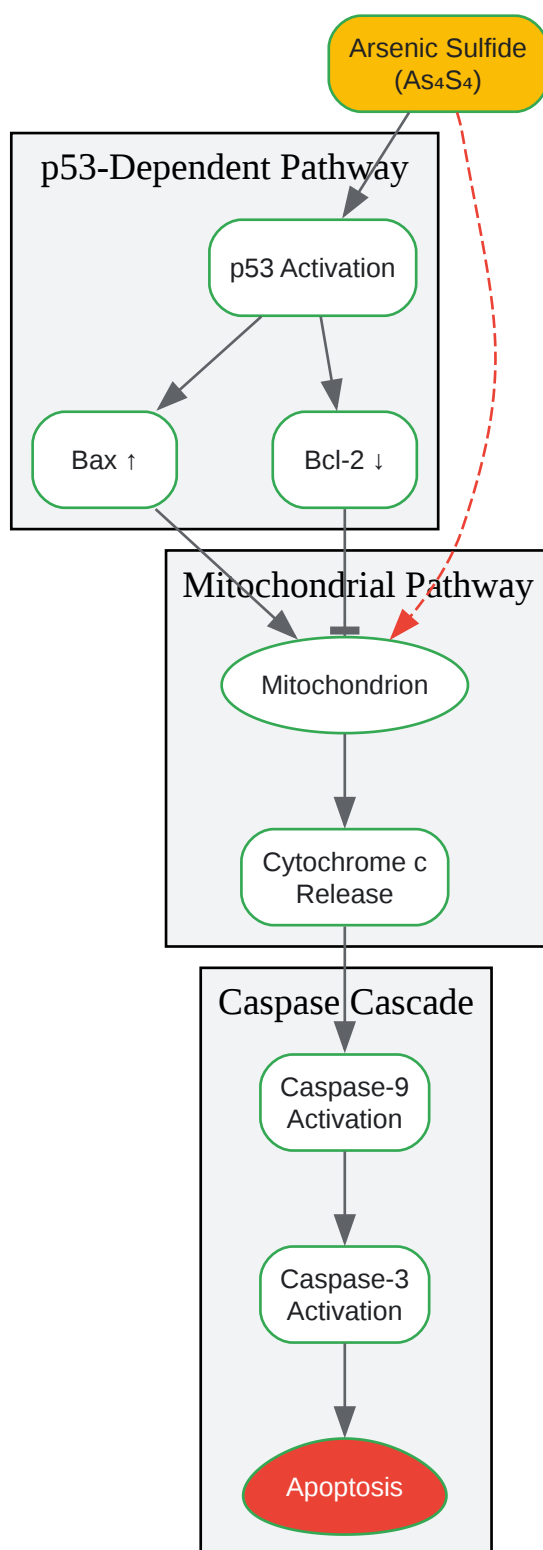 Arsenic Sulfide
(As₄S₄)
p53-Dependent Pathway
p53 Activation
Bax ↑
Bcl-2 ↓
Mitochondrial Pathway
Mitochondrion
Cytochrome c
Release
Caspase Cascade
Caspase-9
Activation
Caspase-3
Activation
Apoptosis